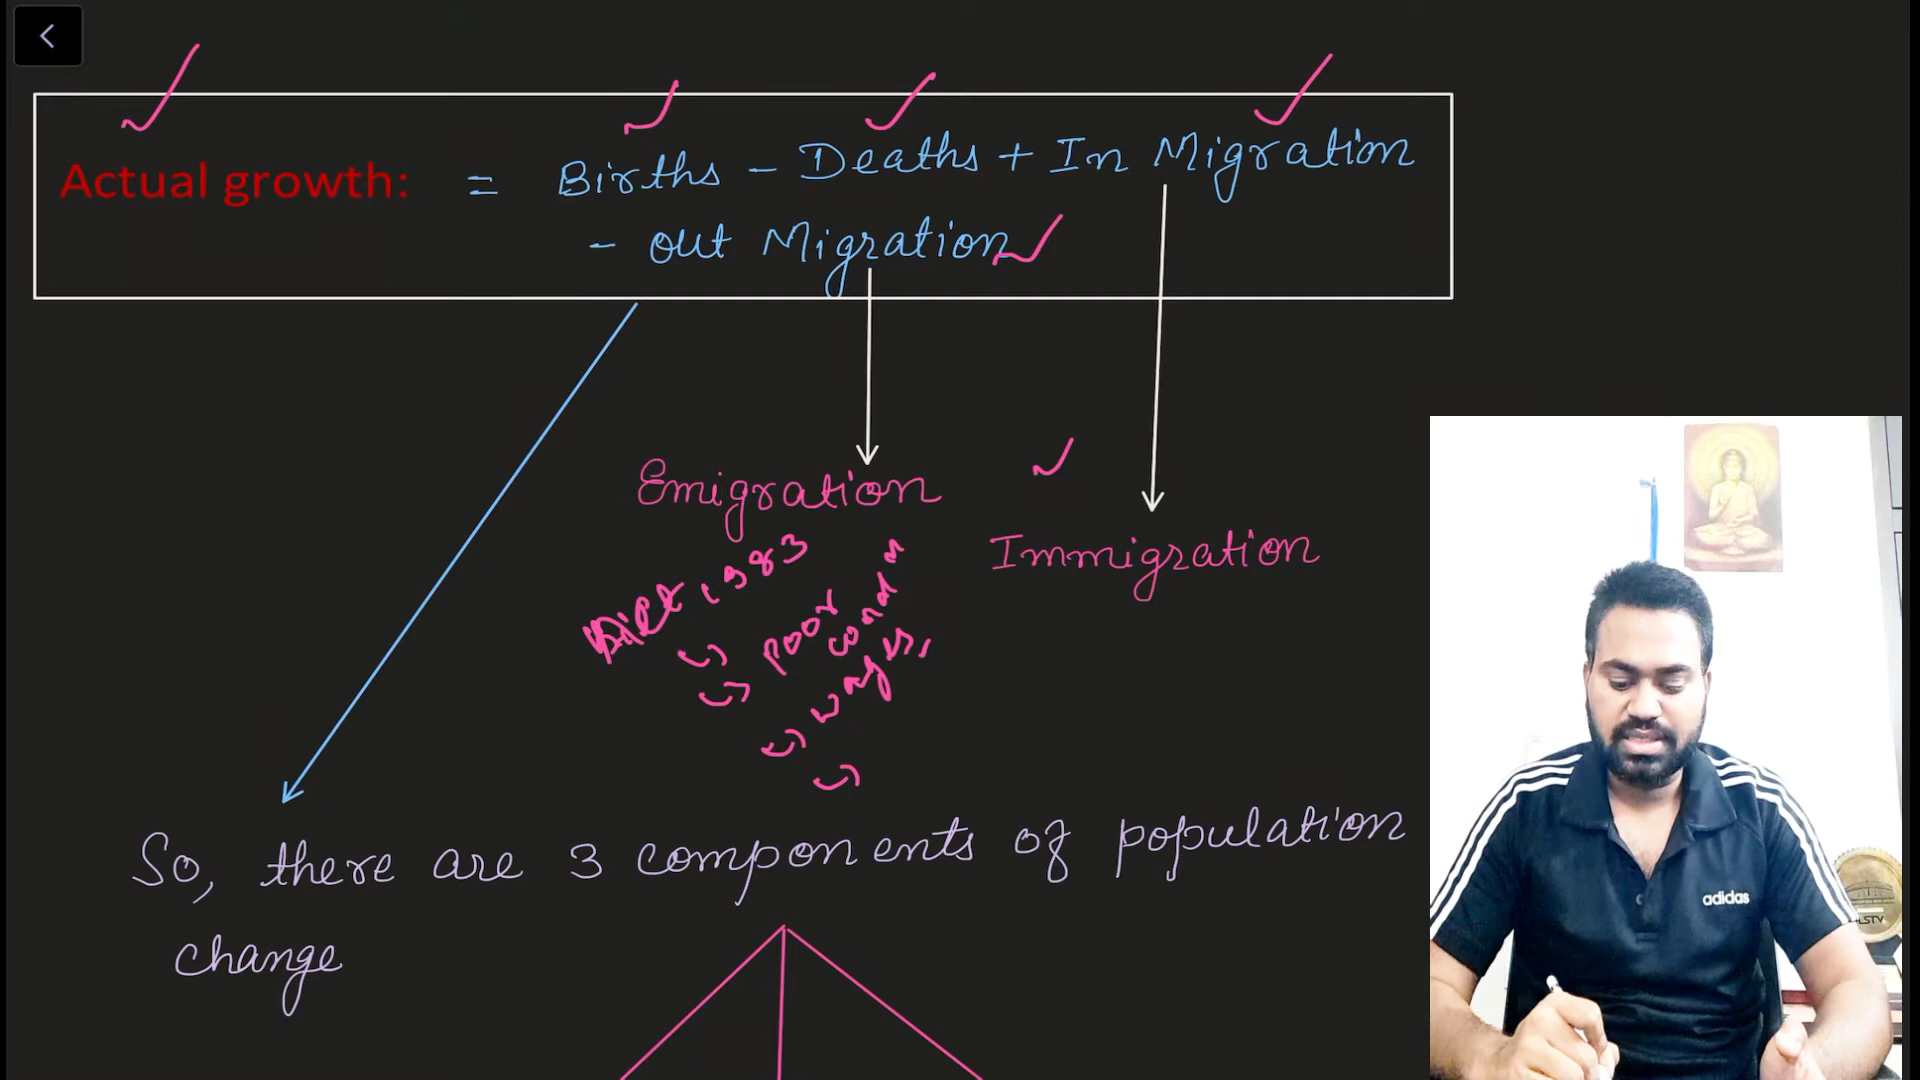 Actual growth: = Births - Deaths + In Migration
- out Migration
Emigration
Immigration
1983
poor
condn
wages,
So, there are 3 components of population
change
adidas